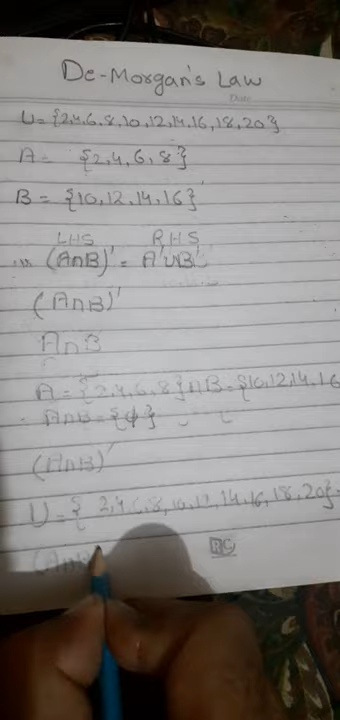 De-Morgan's Law
Date
U= {2,4,6,8,10,12,14,16,18,20}
A= {2,4,6,8}
B = {10,12,14,16}
LHS RHS
(A∩B)' = A'∪B'
(A∩B)'
A∩B
A = {2,4,6,8} ∩ B={10,12,14,16
A∩B = {φ}
(A∩B)'
U = { 2,4,6,8,10,12,14,16,18,20}-
(A∩B